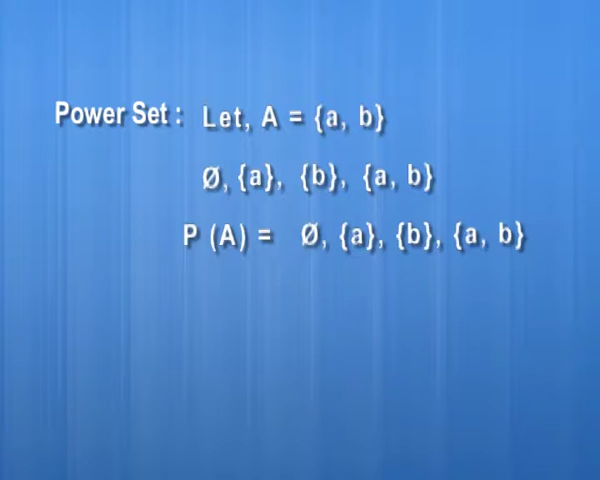 Power Set : Let, A = {a, b}
Ø, {a}, {b}, {a, b}
P (A) = Ø, {a}, {b}, {a, b}